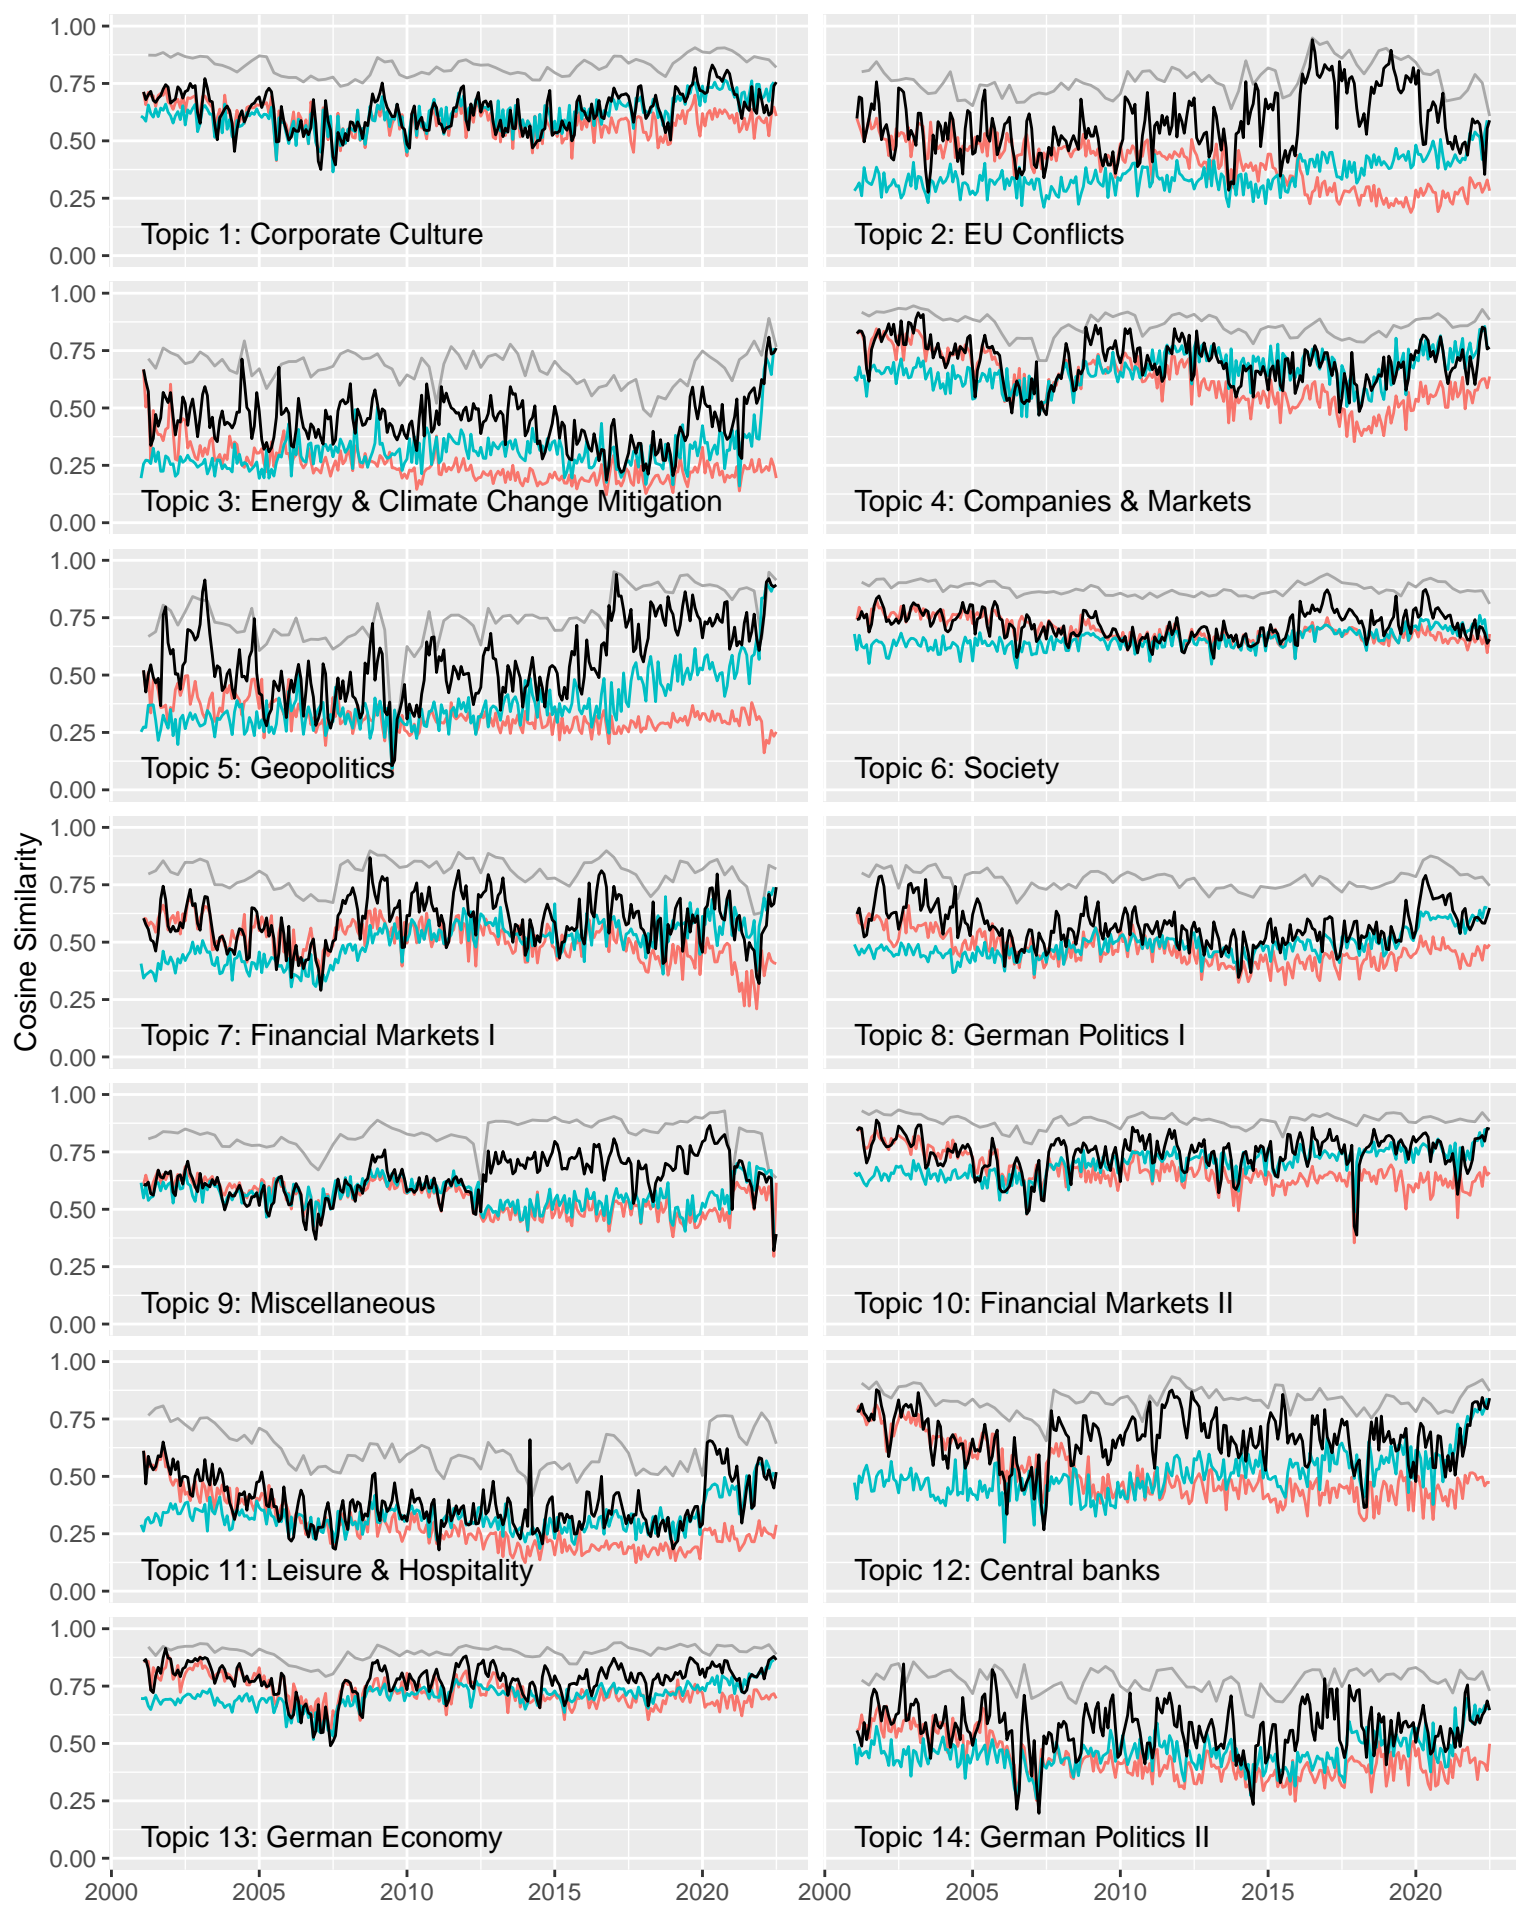 1.00
0.75
0.50
0.25
0.00
Topic 1: Corporate Culture
Topic 2: EU Conflicts
1.00
0.75
0.50
0.25
0.00
Topic 3: Energy & Climate Change Mitigation
Topic 4: Companies & Markets
1.00
0.75
0.50
0.25
0.00
Topic 5: Geopolitics
Topic 6: Society
Cosine Similarity
1.00
0.75
0.50
0.25
0.00
Topic 7: Financial Markets I
Topic 8: German Politics I
1.00
0.75
0.50
0.25
0.00
Topic 9: Miscellaneous
Topic 10: Financial Markets II
1.00
0.75
0.50
0.25
0.00
Topic 11: Leisure & Hospitality
Topic 12: Central banks
1.00
0.75
0.50
0.25
0.00
Topic 13: German Economy
Topic 14: German Politics II
2000 2005 2010 2015 2020 2000 2005 2010 2015 2020